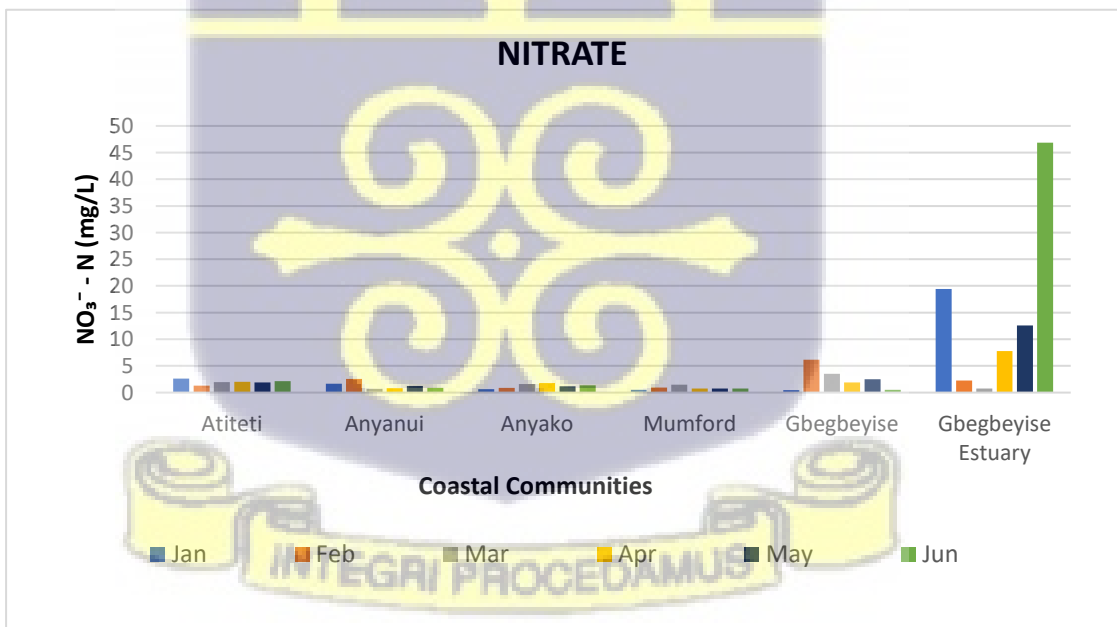 NITRATE
NO₃⁻ - N (mg/L)
50
45
40
35
30
25
20
15
10
5
0
Atiteti Anyanui Anyako Mumford Gbegbeyise Gbegbeyise
Estuary
Coastal Communities
Jan Feb Mar Apr May Jun
INTEGRI PROCEDAMUS